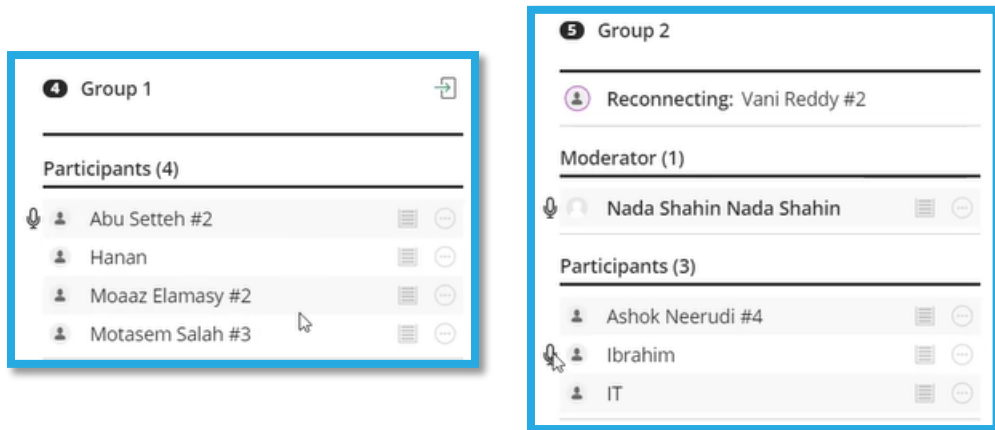 4 Group 1
Participants (4)
Abu Setteh #2
Hanan
Moaaz Elamasy #2
Motasem Salah #3
5 Group 2
Reconnecting: Vani Reddy #2
Moderator (1)
Nada Shahin Nada Shahin
Participants (3)
Ashok Neerudi #4
Ibrahim
IT